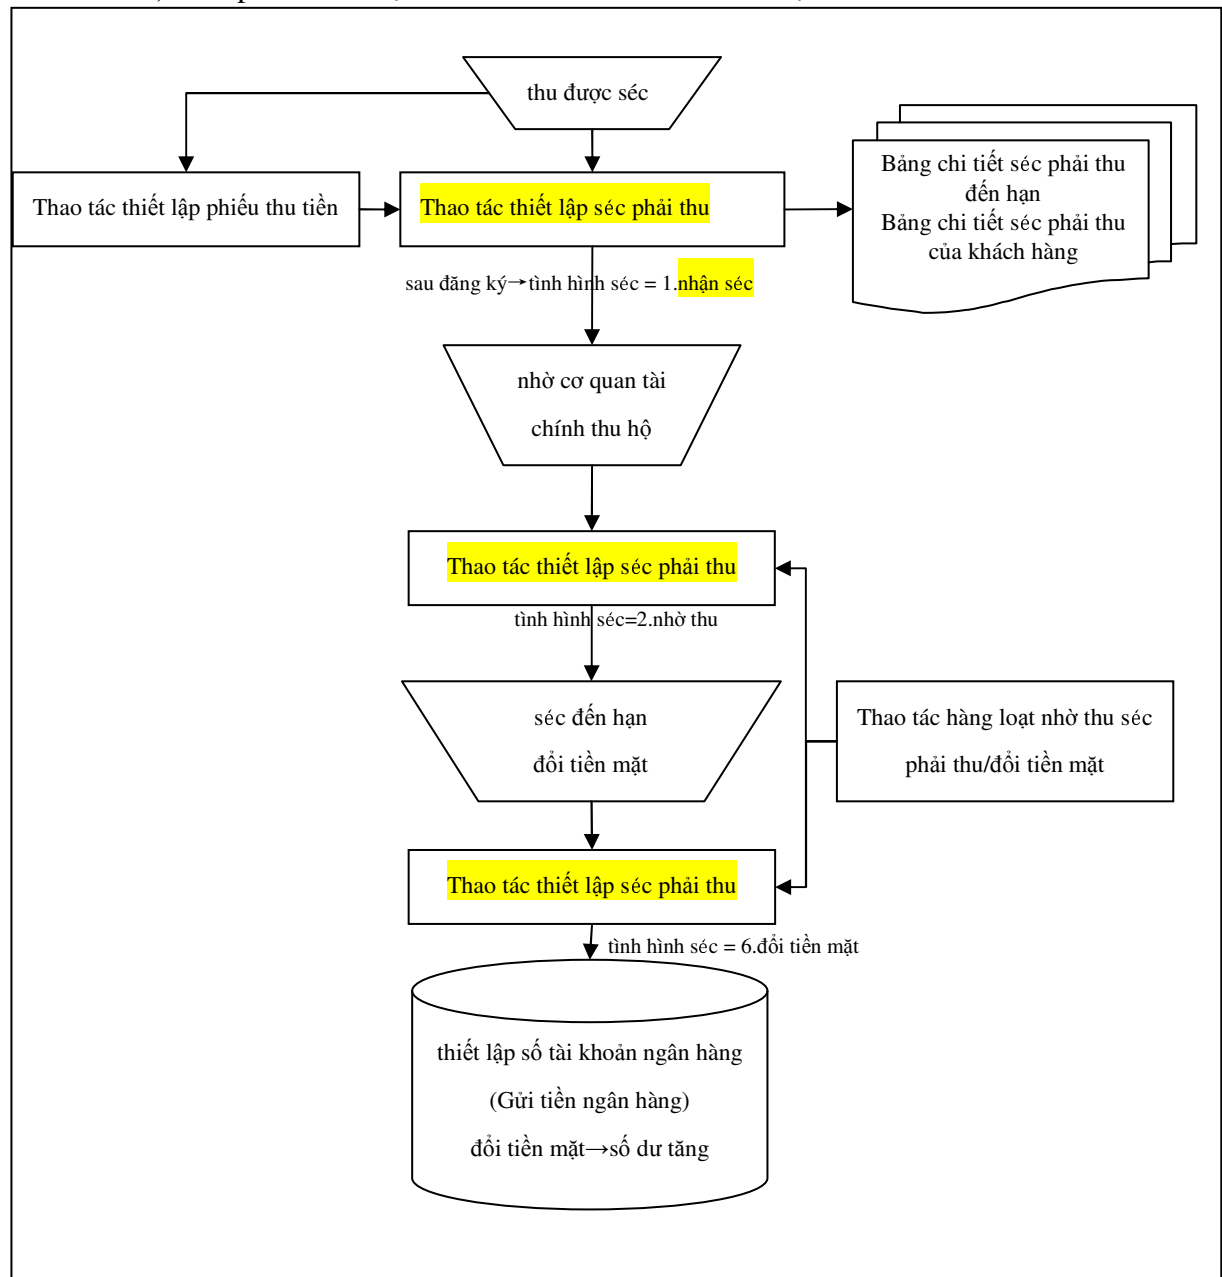 thu được séc
Thao tác thiết lập phiếu thu tiền
Thao tác thiết lập séc phải thu
Bảng chi tiết séc phải thu
đến hạn
Bảng chi tiết séc phải thu
của khách hàng
sau đăng ký→tình hình séc = 1.nhận séc
nhờ cơ quan tài
chính thu hộ
Thao tác thiết lập séc phải thu
tình hình séc=2.nhờ thu
séc đến hạn
đổi tiền mặt
Thao tác hàng loạt nhờ thu séc
phải thu/đổi tiền mặt
Thao tác thiết lập séc phải thu
tình hình séc = 6.đổi tiền mặt
thiết lập số tài khoản ngân hàng
(Gửi tiền ngân hàng)
đổi tiền mặt→số dư tăng